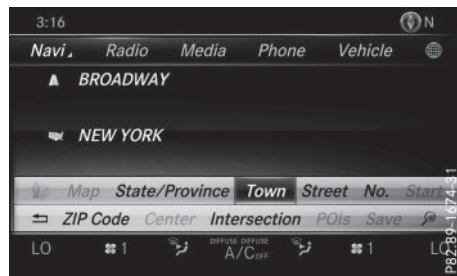 3:16 N
Navi Radio Media Phone Vehicle
BROADWAY
NEW YORK
Map State/Province Town Street No. Start
ZIP Code Center Intersection POIs Save
LO 1 DIFFUSE DIFFUSE A/C OFF 1 LO
P82.89-1674-31